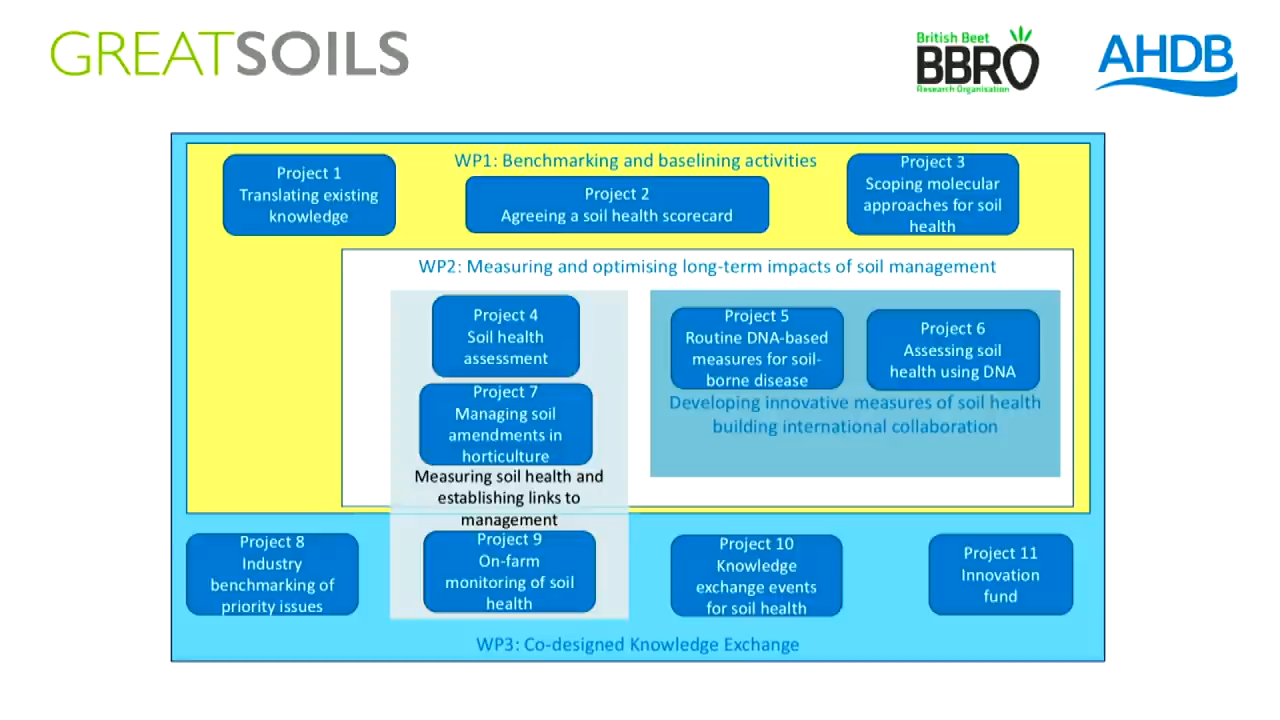 GREATSOILS
British Beet
BBRO
Research Organisation
AHDB
WP1: Benchmarking and baselining activities
Project 1
Translating existing
knowledge
Project 2
Agreeing a soil health scorecard
Project 3
Scoping molecular
approaches for soil
health
WP2: Measuring and optimising long-term impacts of soil management
Project 4
Soil health
assessment
Project 5
Routine DNA-based
measures for soil-
borne disease
Project 6
Assessing soil
health using DNA
Developing innovative measures of soil health
building international collaboration
Project 7
Managing soil
amendments in
horticulture
Measuring soil health and
establishing links to
management
Project 8
Industry
benchmarking of
priority issues
Project 9
On-farm
monitoring of soil
health
Project 10
Knowledge
exchange events
for soil health
Project 11
Innovation
fund
WP3: Co-designed Knowledge Exchange